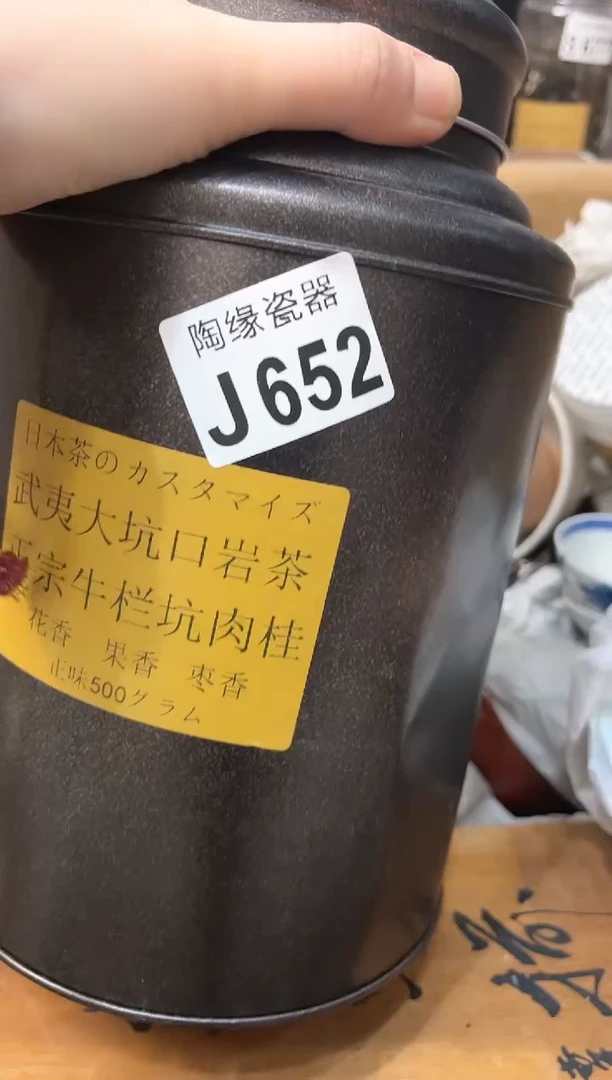 陶缘瓷器
J652
日本茶のカスタマイズ
武夷大坑口岩茶
正宗牛栏坑肉桂
花香 果香 枣香
正味500グラム